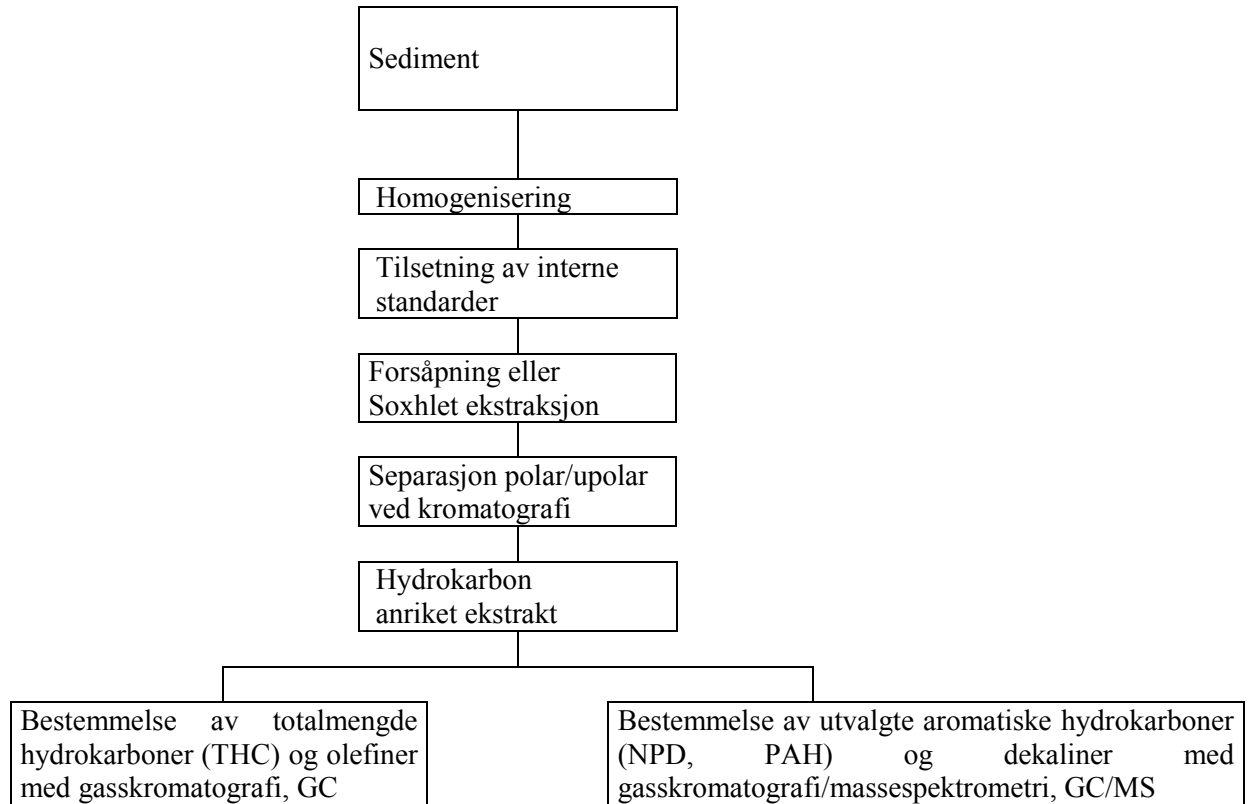 Sediment
Homogenisering
Tilsetning av interne
standarder
Forsåpning eller
Soxhlet ekstraksjon
Separasjon polar/upolar
ved kromatografi
Hydrokarbon
anriket ekstrakt
Bestemmelse av totalmengde
hydrokarboner (THC) og olefiner
med gasskromatografi, GC
Bestemmelse av utvalgte aromatiske hydrokarboner
(NPD, PAH) og dekaliner med
gasskromatografi/massespektrometri, GC/MS